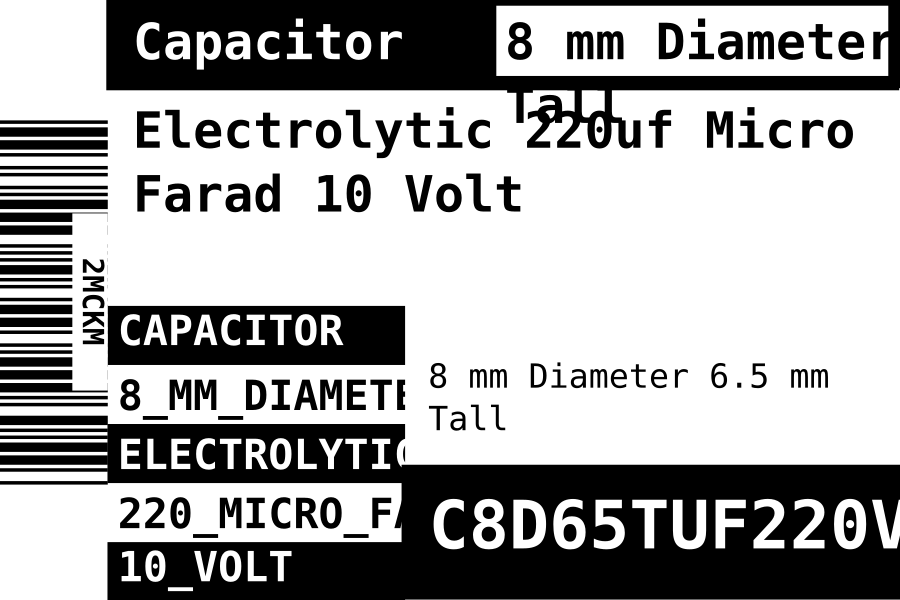 Capacitor
8 mm Diameter
Tall
Electrolytic 220uf Micro
Farad 10 Volt
2MCKM
CAPACITOR
8_MM_DIAMETE
ELECTROLYTIC
220_MICRO_FA
10_VOLT
8 mm Diameter 6.5 mm
Tall
C8D65TUF220V